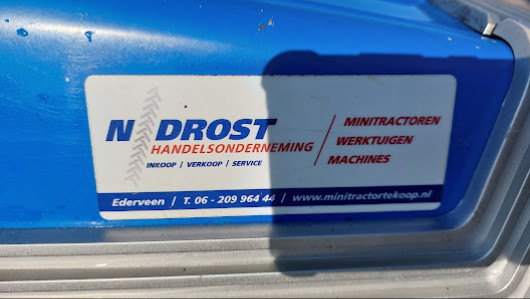 N DROST
HANDELSONDERNEMING
INKOOP / VERKOOP / SERVICE
MINITRACTOREN
WERKTUIGEN
MACHINES
Ederveen / T. 06 - 209 964 44 / www.minitractortekoop.nl